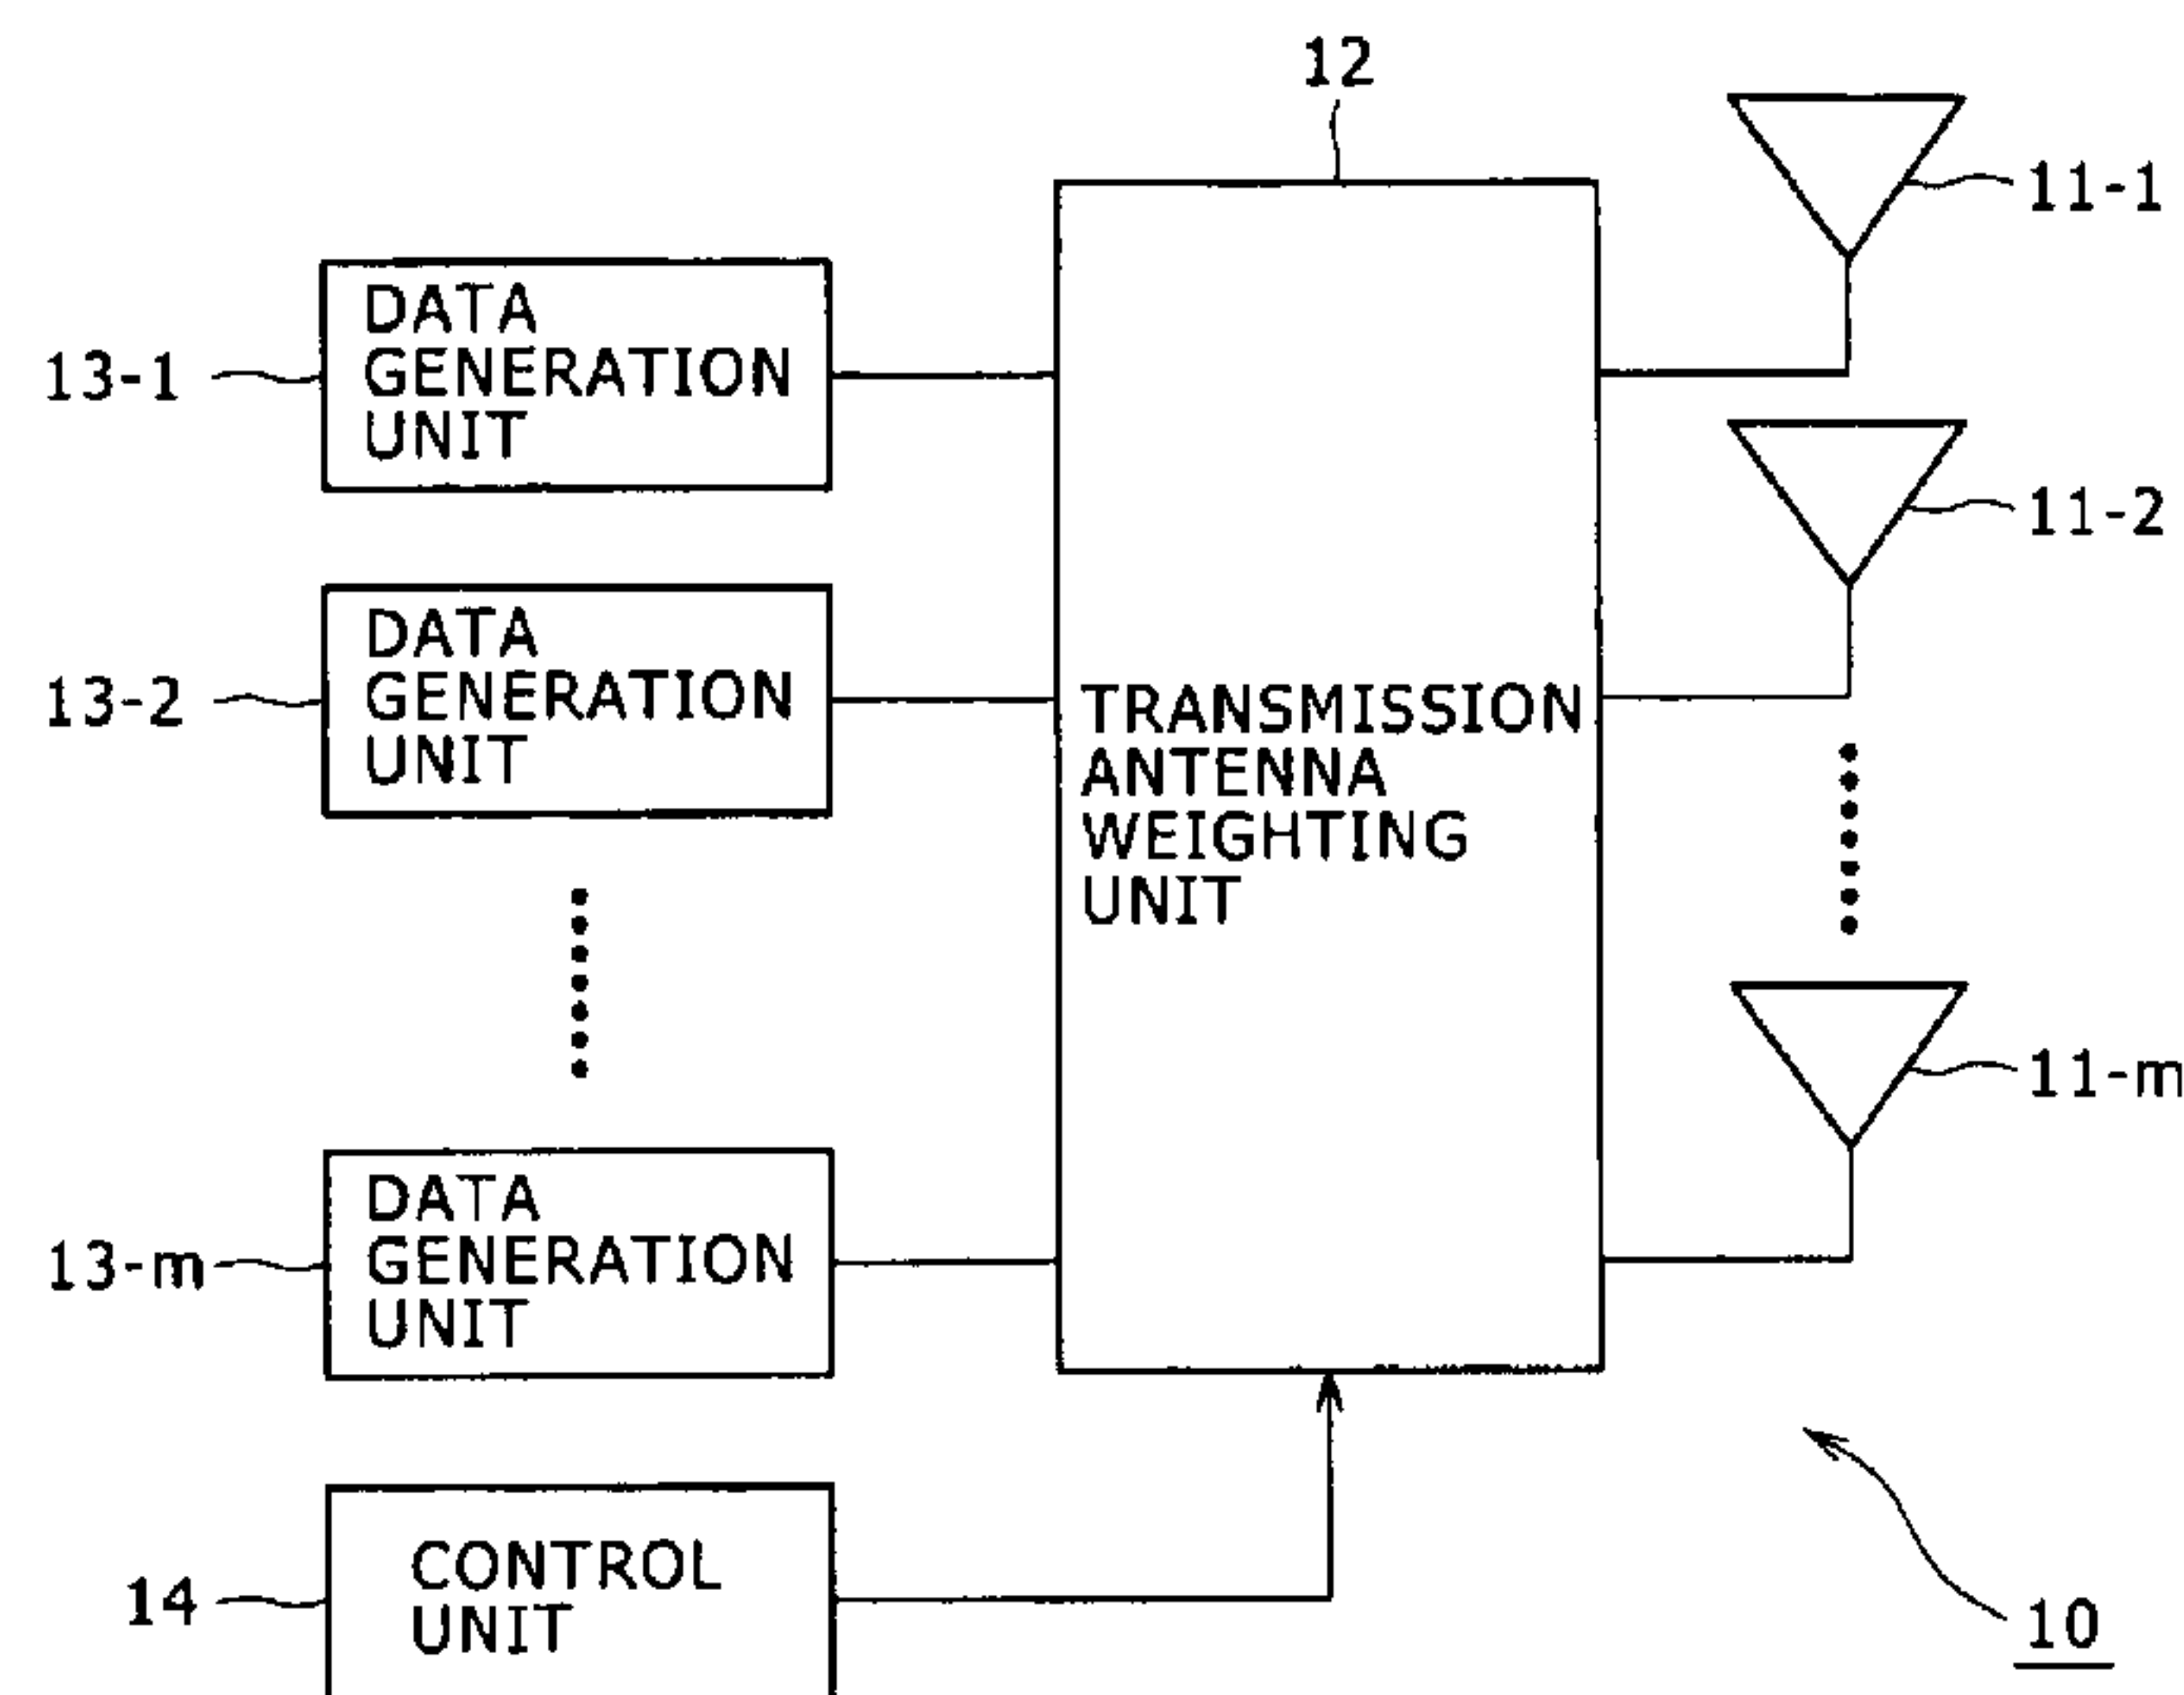 12
11-1
DATA
GENERATION
UNIT
13-1
11-2
DATA
GENERATION
UNIT
13-2
TRANSMISSION
ANTENNA
WEIGHTING
UNIT
11-m
DATA
GENERATION
UNIT
13-m
CONTROL
UNIT
14
10